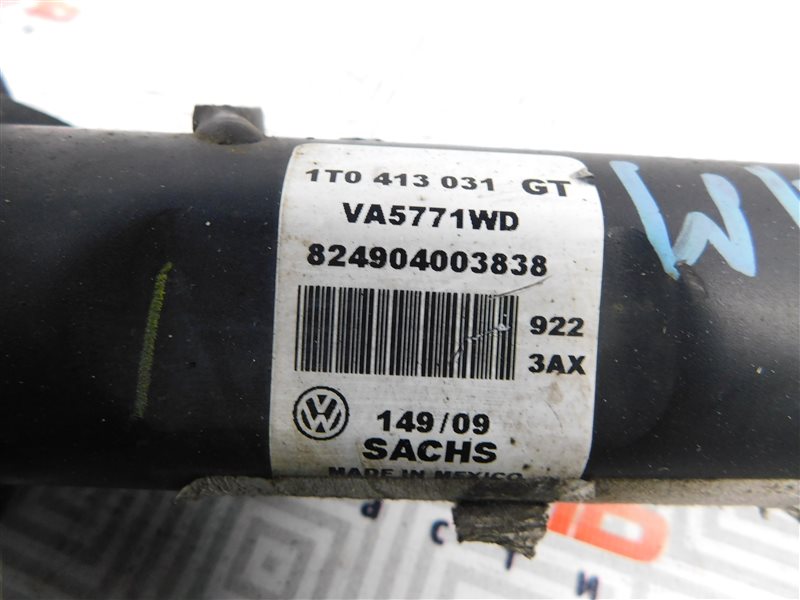 1T0 413 031 GT
VA5771WD
824904003838
922
3AX
149/09
SACHS
MADE IN MEXICO